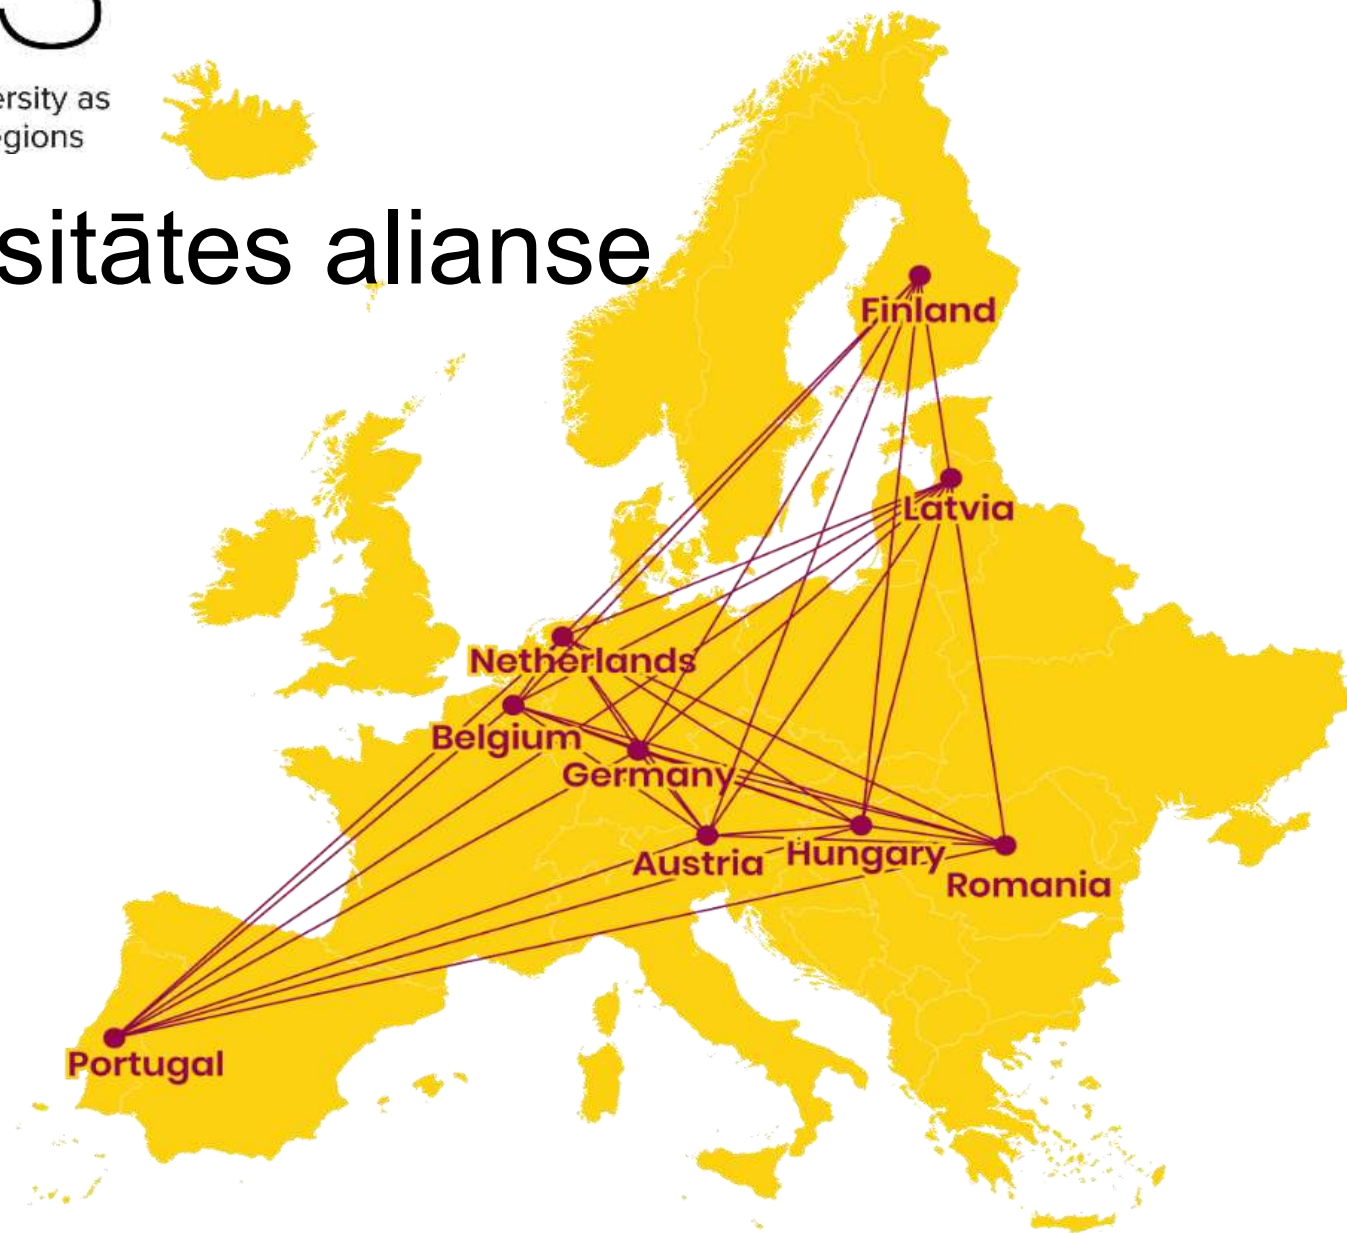 ersity as
egions
sitātes alianse
Finland
Latvia
Netherlands
Belgium
Germany
Austria
Hungary
Romania
Portugal